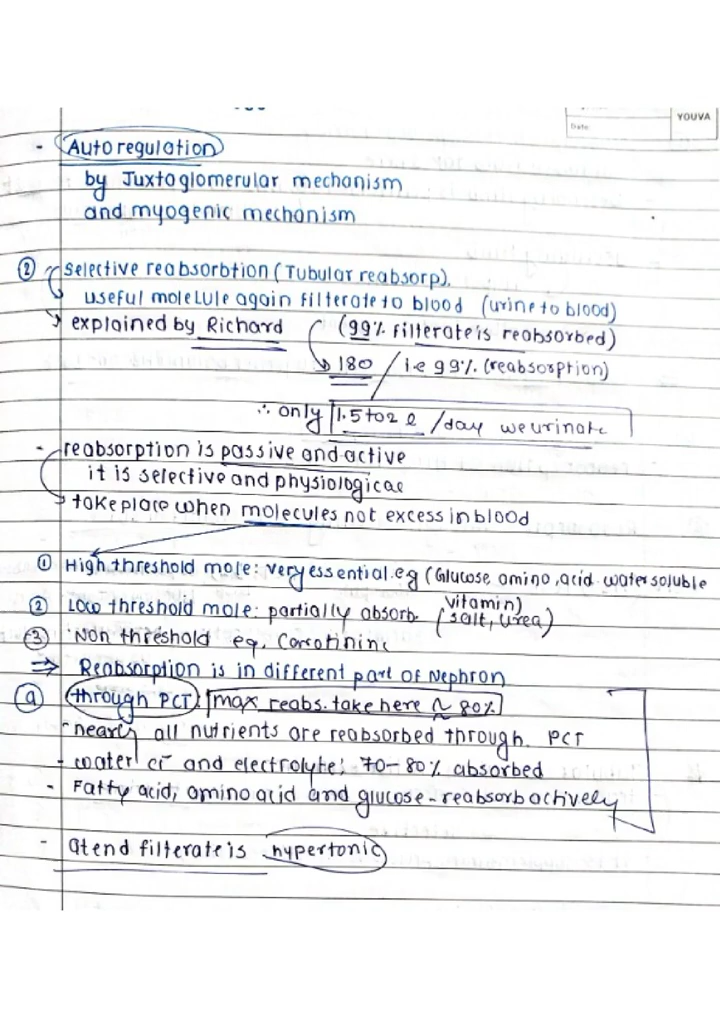 YOUVA
Date
- Autoregulation
by Juxtaglomerular mechanism
and myogenic mechanism
② selective reabsorbtion (Tubular reabsorp).
useful molelule again filterate to blood (urine to blood)
explained by Richard (99% filterate is reabsorbed)
180 / i.e 99% (reabsorption)
∴ only 1.5 to 2 l /day we urinate
- reabsorption is passive and active
it is selective and physiological
take place when molecules not excess in blood
① High threshold mole: very essential. e.g (Glucose amino, acid water soluble
vitamin)
② Low threshold mole: partially absorb. (salt, urea)
③ Non threshold eg. Carotinine
⇒ Reabsorption is in different part of Nephron
ⓐ through PCT: max reabs. take here ~ 80%
- nearly all nutrients are reabsorbed through PCT
- water cl⁻ and electrolyte: 70-80% absorbed
- Fatty acid, amino acid and glucose - reabsorb actively
- at end filterate is hypertonic